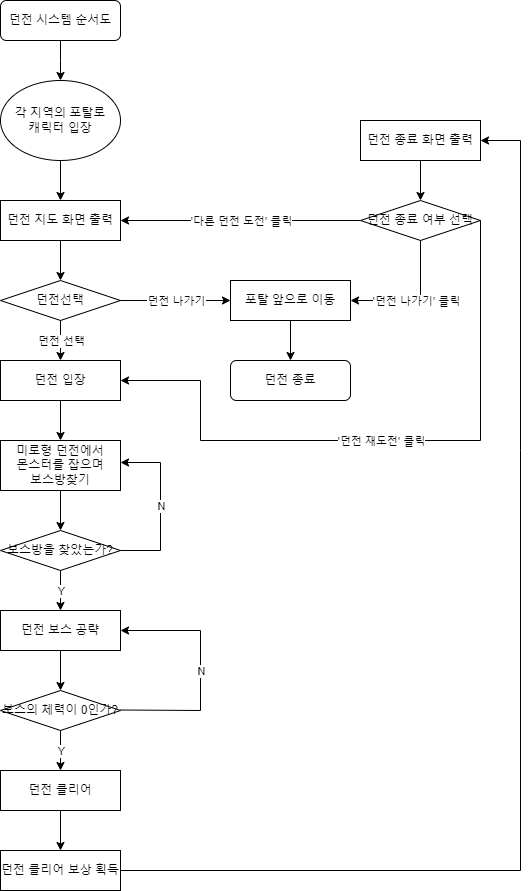 던전 시스템 순서도
각 지역의 포탈로
캐릭터 입장
던전 종료 화면 출력
던전 지도 화면 출력
'다른 던전 도전' 클릭
던전 종료 여부 선택
던전선택
던전 나가기
포탈 앞으로 이동
'던전 나가기' 클릭
던전 선택
던전 입장
던전 종료
'던전 재도전' 클릭
미로형 던전에서
몬스터를 잡으며
보스방찾기
N
보스방을 찾았는가?
Y
던전 보스 공략
N
보스의 체력이 0인가?
Y
던전 클리어
던전 클리어 보상 획득